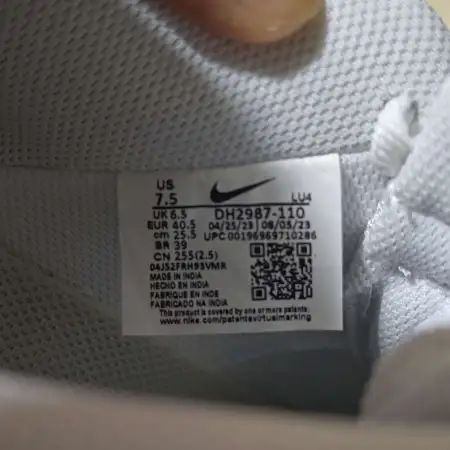 US
7.5 LU4
UK 6.5 DH2987-110
EUR 40.5 04/25/23 08/05/23
cm 25.5 UPC 00196969710286
BR 39
CN 255(2.5)
04J52FRH93VMR
MADE IN INDIA
HECHO EN INDIA
FABRIQUE EN INDE
FABRICADO NA INDIA
This product is covered by one or more patents.
www.nike.com/patentsvirtualmarking